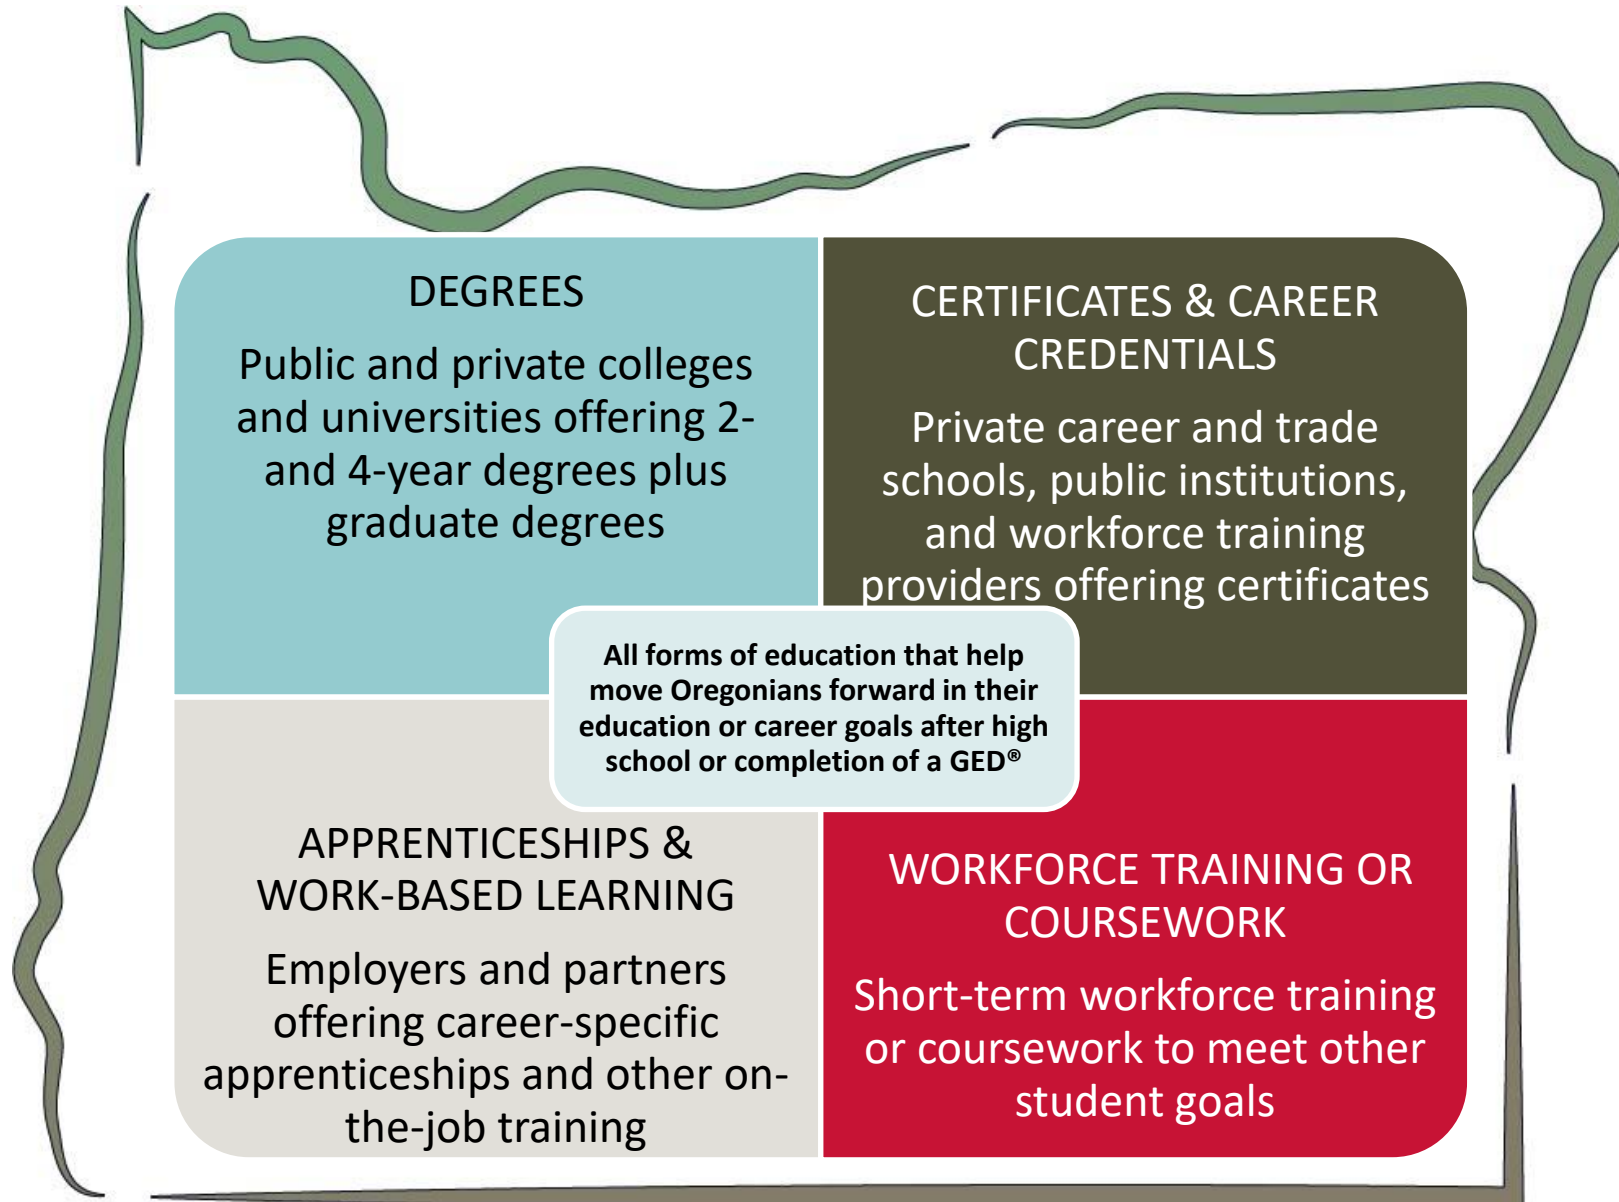 DEGREES
Public and private colleges
and universities offering 2-
and 4-year degrees plus
graduate degrees
CERTIFICATES & CAREER
CREDENTIALS
Private career and trade
schools, public institutions,
and workforce training
providers offering certificates
All forms of education that help
move Oregonians forward in their
education or career goals after high
school or completion of a GED®
APPRENTICESHIPS &
WORK-BASED LEARNING
Employers and partners
offering career-specific
apprenticeships and other on-
the-job training
WORKFORCE TRAINING OR
COURSEWORK
Short-term workforce training
or coursework to meet other
student goals